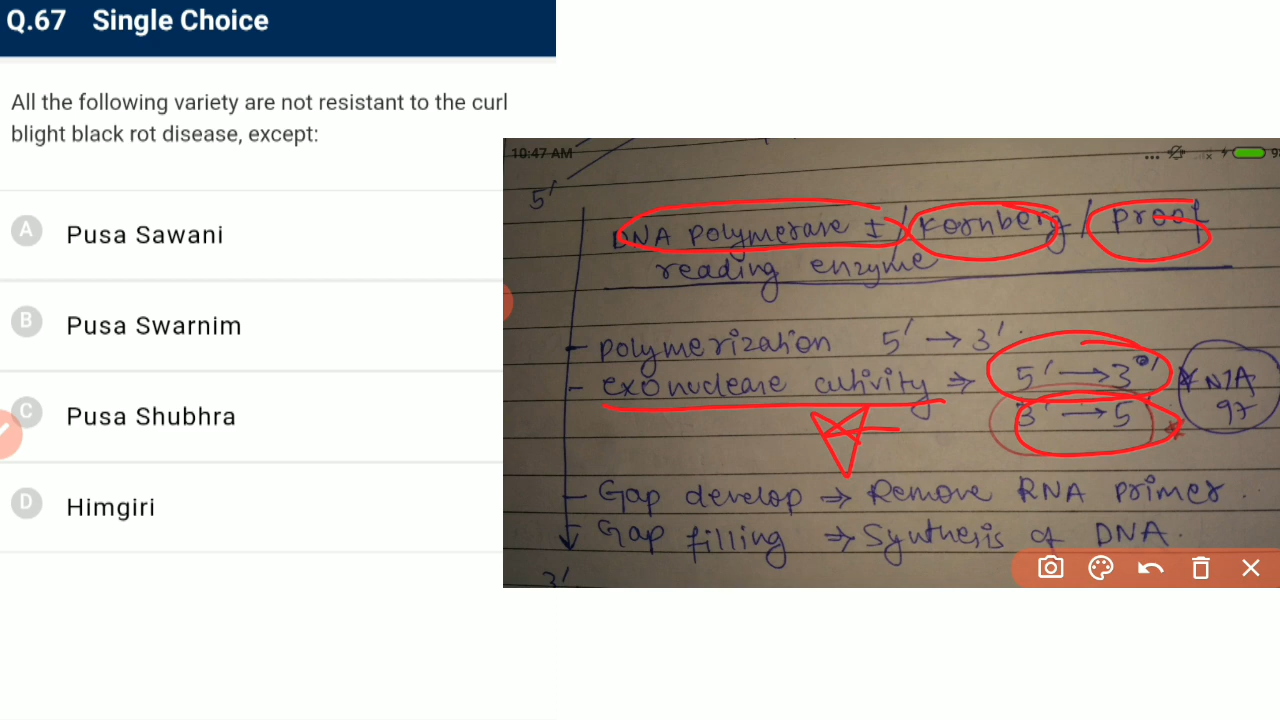 Q.67 Single Choice
All the following variety are not resistant to the curl
blight black rot disease, except:
A Pusa Sawani
B Pusa Swarnim
C Pusa Shubhra
D Himgiri
10:47 AM
5'
DNA polymerase I / Kornberg / Proof
reading enzyme
- polymerization 5' → 3'
- exonuclease cutivity ⇒ 5' → 3'
3' → 5
* NTA
97
- Gap develop ⇒ Remove RNA primer.
- Gap filling ⇒ Synthesis of DNA.
3'